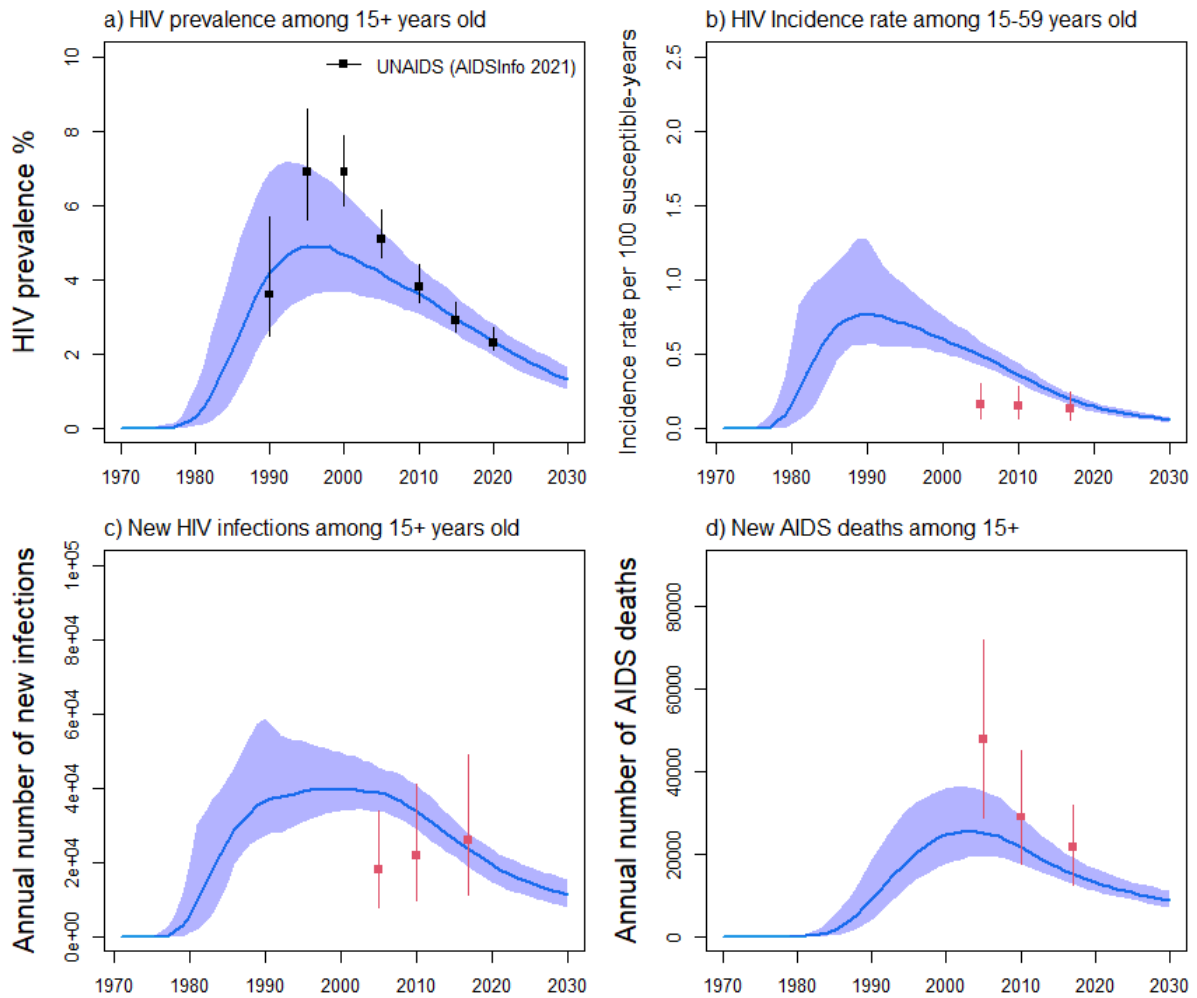 a) HIV prevalence among 15+ years old
HIV prevalence %
10
8
6
4
2
0
UNAIDS (AIDSInfo 2021)
1970 1980 1990 2000 2010 2020 2030
b) HIV Incidence rate among 15-59 years old
Incidence rate per 100 susceptible-years
2.5
2.0
1.5
1.0
0.5
0.0
1970 1980 1990 2000 2010 2020 2030
c) New HIV infections among 15+ years old
Annual number of new infections
1e+05
8e+04
6e+04
4e+04
2e+04
0e+00
1970 1980 1990 2000 2010 2020 2030
d) New AIDS deaths among 15+
Annual number of AIDS deaths
80000
60000
40000
20000
0
1970 1980 1990 2000 2010 2020 2030